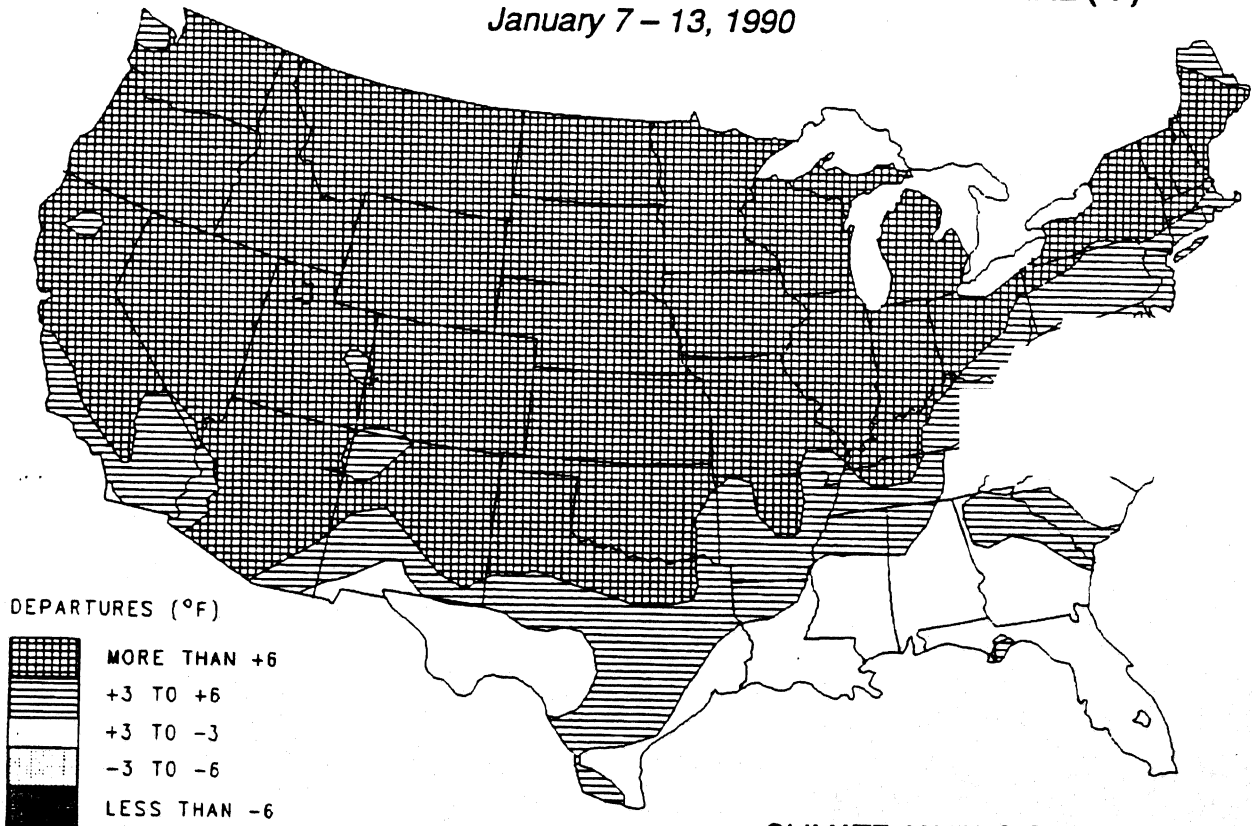 January 7 – 13, 1990
DEPARTURES (°F)
MORE THAN +6
+3 TO +6
+3 TO -3
-3 TO -6
LESS THAN -6